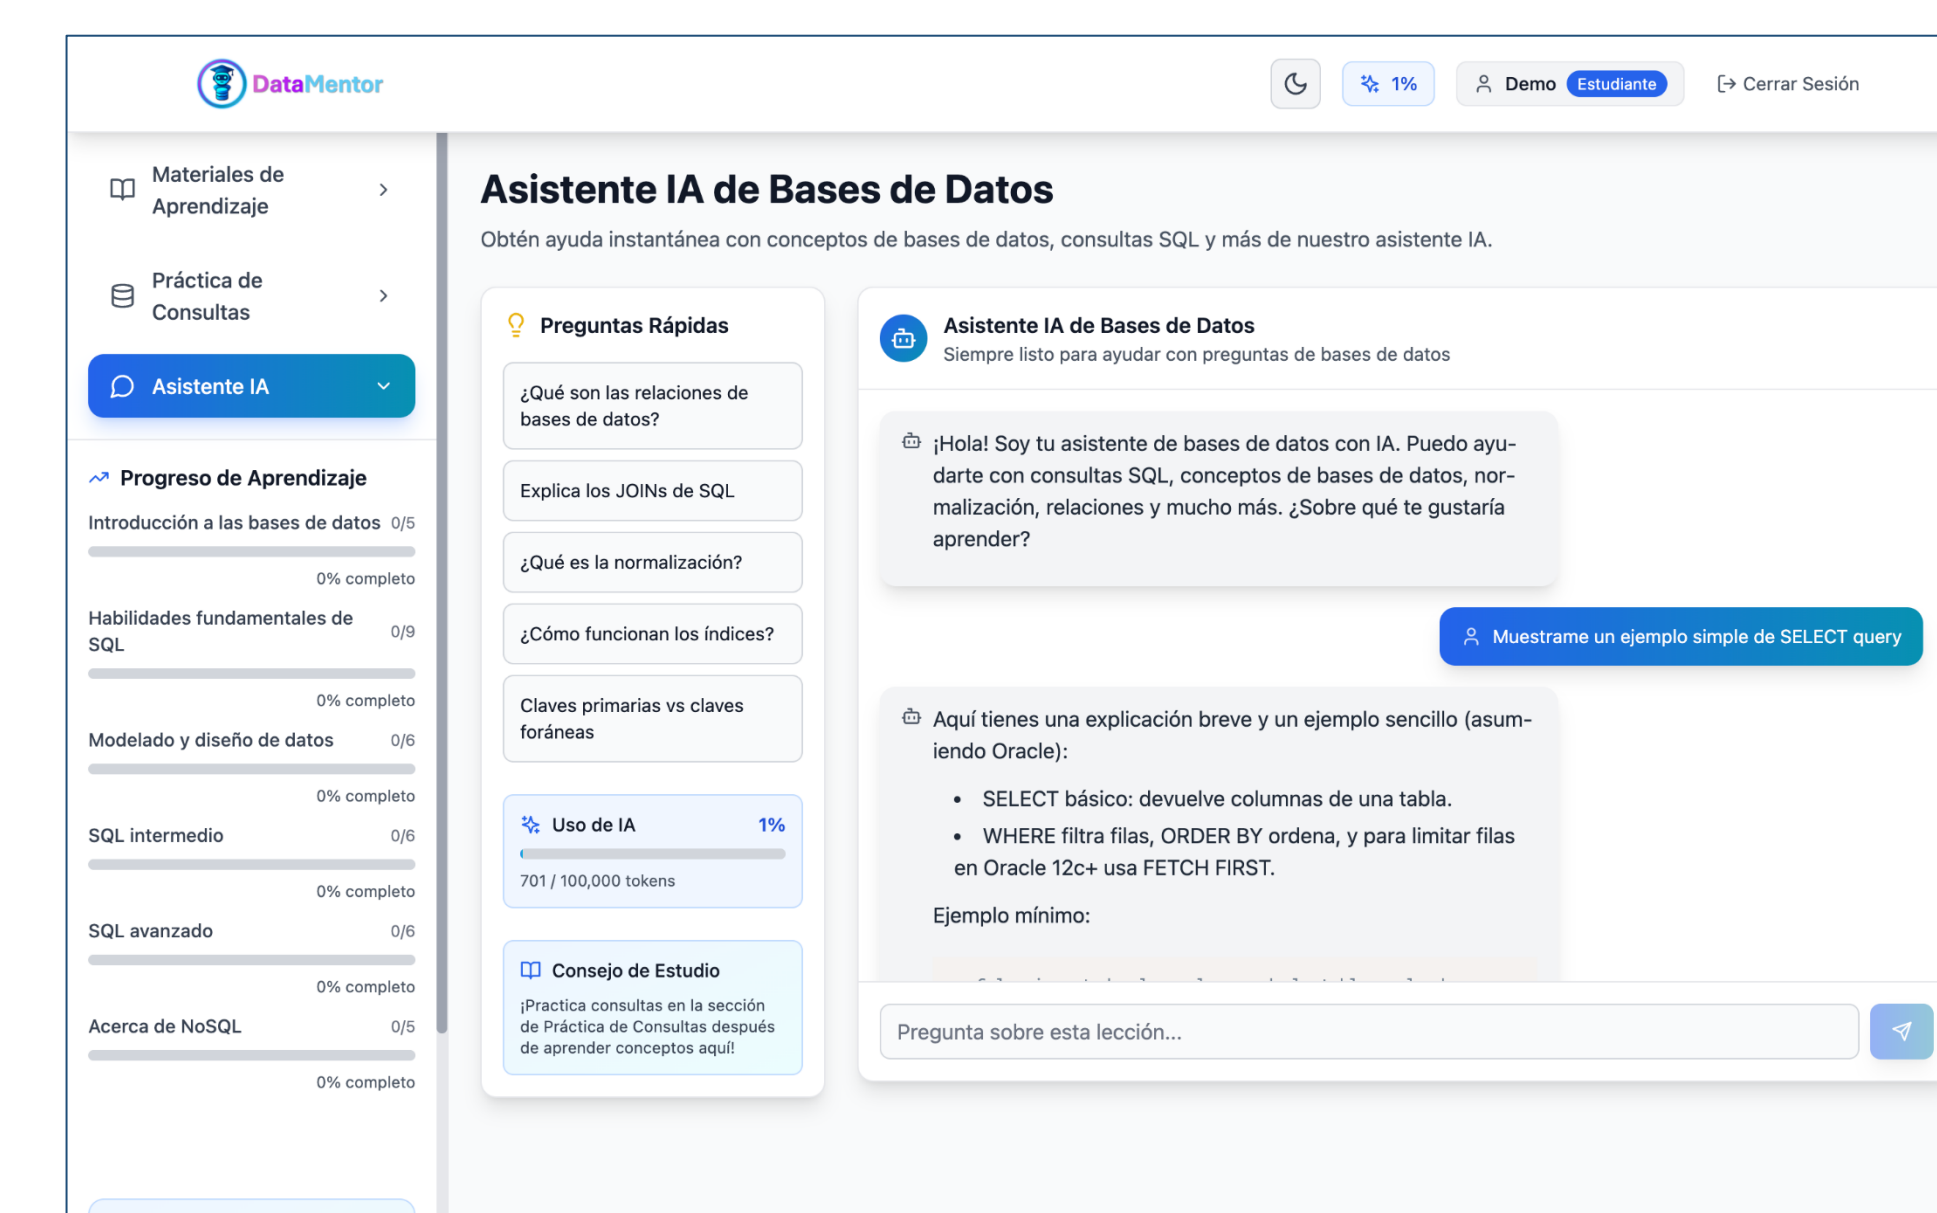 DataMentor
1%
Demo Estudiante
Cerrar Sesión
Materiales de
Aprendizaje
Práctica de
Consultas
Asistente IA
Progreso de Aprendizaje
Introducción a las bases de datos 0/5
0% completo
Habilidades fundamentales de
SQL
0/9
0% completo
Modelado y diseño de datos 0/6
0% completo
SQL intermedio 0/6
0% completo
SQL avanzado 0/6
0% completo
Acerca de NoSQL 0/5
0% completo
Asistente IA de Bases de Datos
Obtén ayuda instantánea con conceptos de bases de datos, consultas SQL y más de nuestro asistente IA.
Preguntas Rápidas
¿Qué son las relaciones de
bases de datos?
Explica los JOINs de SQL
¿Qué es la normalización?
¿Cómo funcionan los índices?
Claves primarias vs claves
foráneas
Uso de IA 1%
701 / 100,000 tokens
Consejo de Estudio
¡Practica consultas en la sección
de Práctica de Consultas después
de aprender conceptos aquí!
Asistente IA de Bases de Datos
Siempre listo para ayudar con preguntas de bases de datos
¡Hola! Soy tu asistente de bases de datos con IA. Puedo ayu-
darte con consultas SQL, conceptos de bases de datos, nor-
malización, relaciones y mucho más. ¿Sobre qué te gustaría
aprender?
Muestrame un ejemplo simple de SELECT query
Aquí tienes una explicación breve y un ejemplo sencillo (asum-
iendo Oracle):
• SELECT básico: devuelve columnas de una tabla.
• WHERE filtra filas, ORDER BY ordena, y para limitar filas
en Oracle 12c+ usa FETCH FIRST.
Ejemplo mínimo:
Pregunta sobre esta lección...